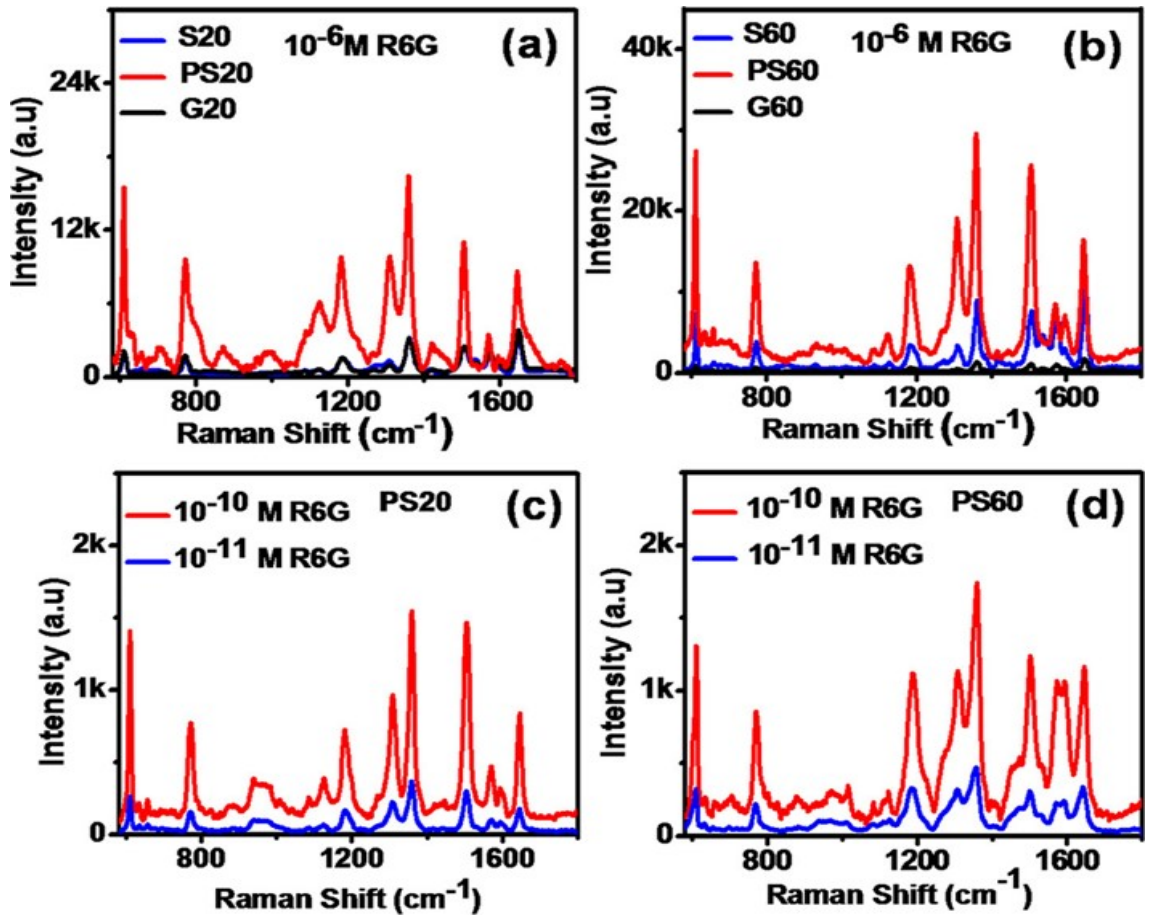 S20
PS20
G20
10⁻⁶M R6G
(a)
24k
12k
0
800
1200
1600
Intensity (a.u)
Raman Shift (cm⁻¹)
S60
PS60
G60
10⁻⁶ M R6G
(b)
40k
20k
0
800
1200
1600
Intensity (a.u)
Raman Shift (cm⁻¹)
10⁻¹⁰ M R6G
10⁻¹¹ M R6G
PS20
(c)
2k
1k
0
800
1200
1600
Intensity (a.u)
Raman Shift (cm⁻¹)
10⁻¹⁰ M R6G
10⁻¹¹ M R6G
PS60
(d)
2k
1k
0
800
1200
1600
Intensity (a.u)
Raman Shift (cm⁻¹)